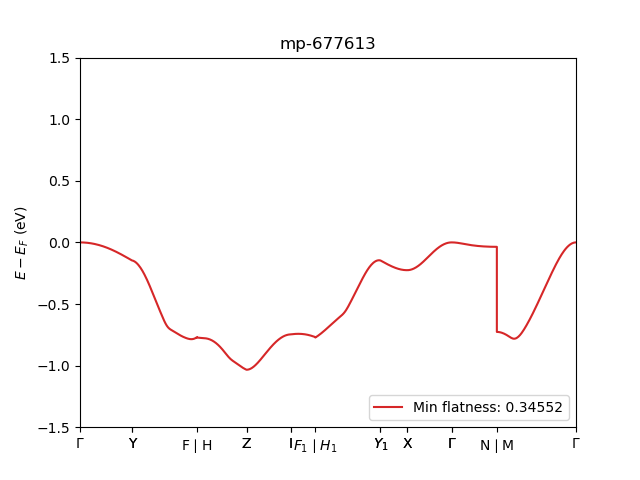 mp-677613
1.5
1.0
0.5
0.0
−0.5
−1.0
−1.5
E − E_F (eV)
Min flatness: 0.34552
Γ Y F | H Z I F₁ | H₁ Y₁ X Γ N | M Γ